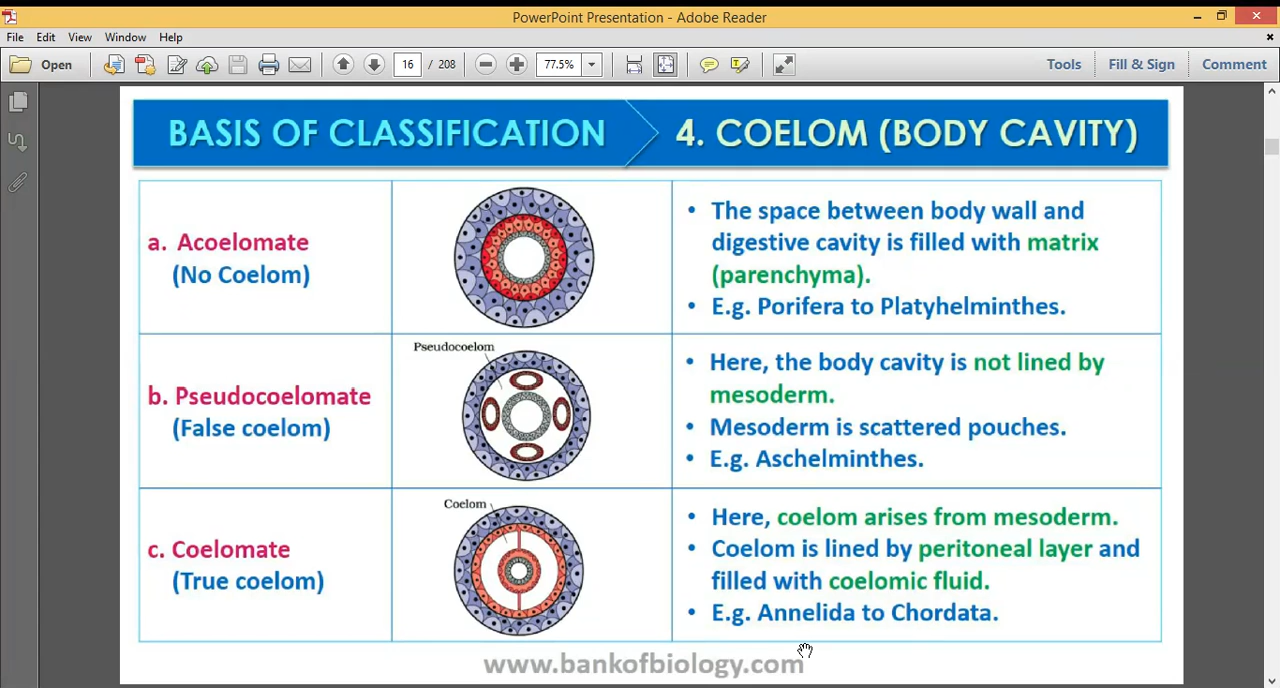 PowerPoint Presentation - Adobe Reader
File Edit View Window Help
Open 16 / 208 77.5% Tools Fill & Sign Comment
BASIS OF CLASSIFICATION 4. COELOM (BODY CAVITY)
a. Acoelomate
(No Coelom)
• The space between body wall and
digestive cavity is filled with matrix
(parenchyma).
• E.g. Porifera to Platyhelminthes.
b. Pseudocoelomate
(False coelom)
Pseudocoelom
• Here, the body cavity is not lined by
mesoderm.
• Mesoderm is scattered pouches.
• E.g. Aschelminthes.
c. Coelomate
(True coelom)
Coelom
• Here, coelom arises from mesoderm.
• Coelom is lined by peritoneal layer and
filled with coelomic fluid.
• E.g. Annelida to Chordata.
www.bankofbiology.com